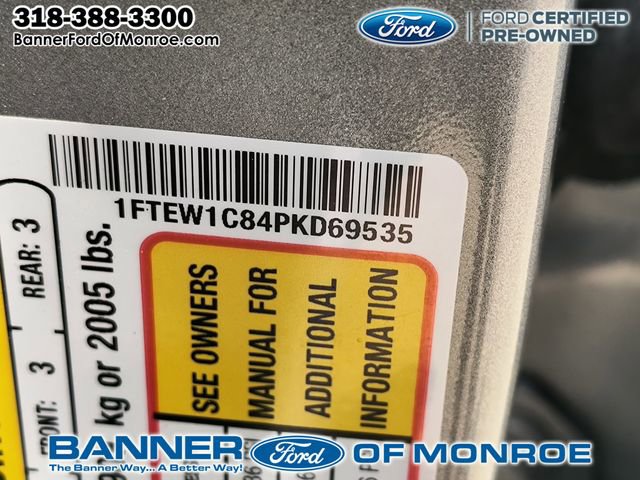 318-388-3300
BannerFordOfMonroe.com
Ford
FORD CERTIFIED
PRE-OWNED
1FTEW1C84PKD69535
REAR: 3
3
kg or 2005 lbs.
SEE OWNERS
MANUAL FOR
ADDITIONAL
INFORMATION
BANNER Ford OF MONROE
The Banner Way... A Better Way!